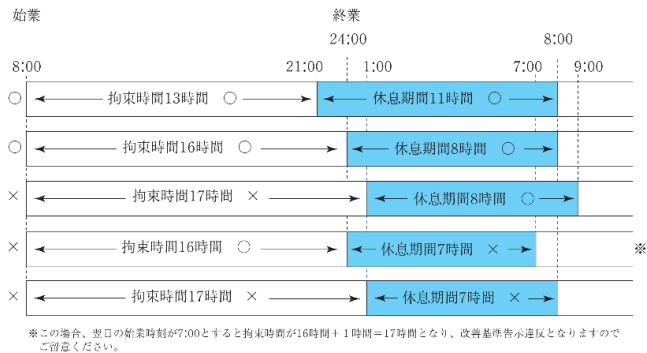 始業 終業
24:00 8:00
8:00 21:00 1:00 7:00 9:00
○ 拘束時間13時間 ○ 休息期間11時間 ○
○ 拘束時間16時間 ○ 休息期間8時間 ○
× 拘束時間17時間 × 休息期間8時間 ○
× 拘束時間16時間 ○ 休息期間7時間 × ※
× 拘束時間17時間 × 休息期間7時間 ×
※この場合、翌日の始業時刻が7:00とすると拘束時間が16時間+1時間=17時間となり、改善基準告示違反となりますので
ご留意ください。